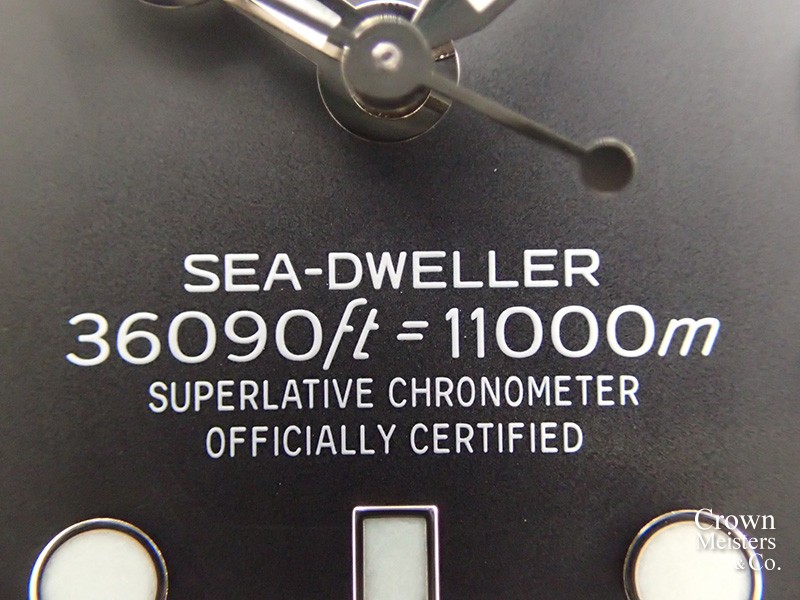 SEA-DWELLER
36090ft = 11000m
SUPERLATIVE CHRONOMETER
OFFICIALLY CERTIFIED
Crown
Meisters
& Co.